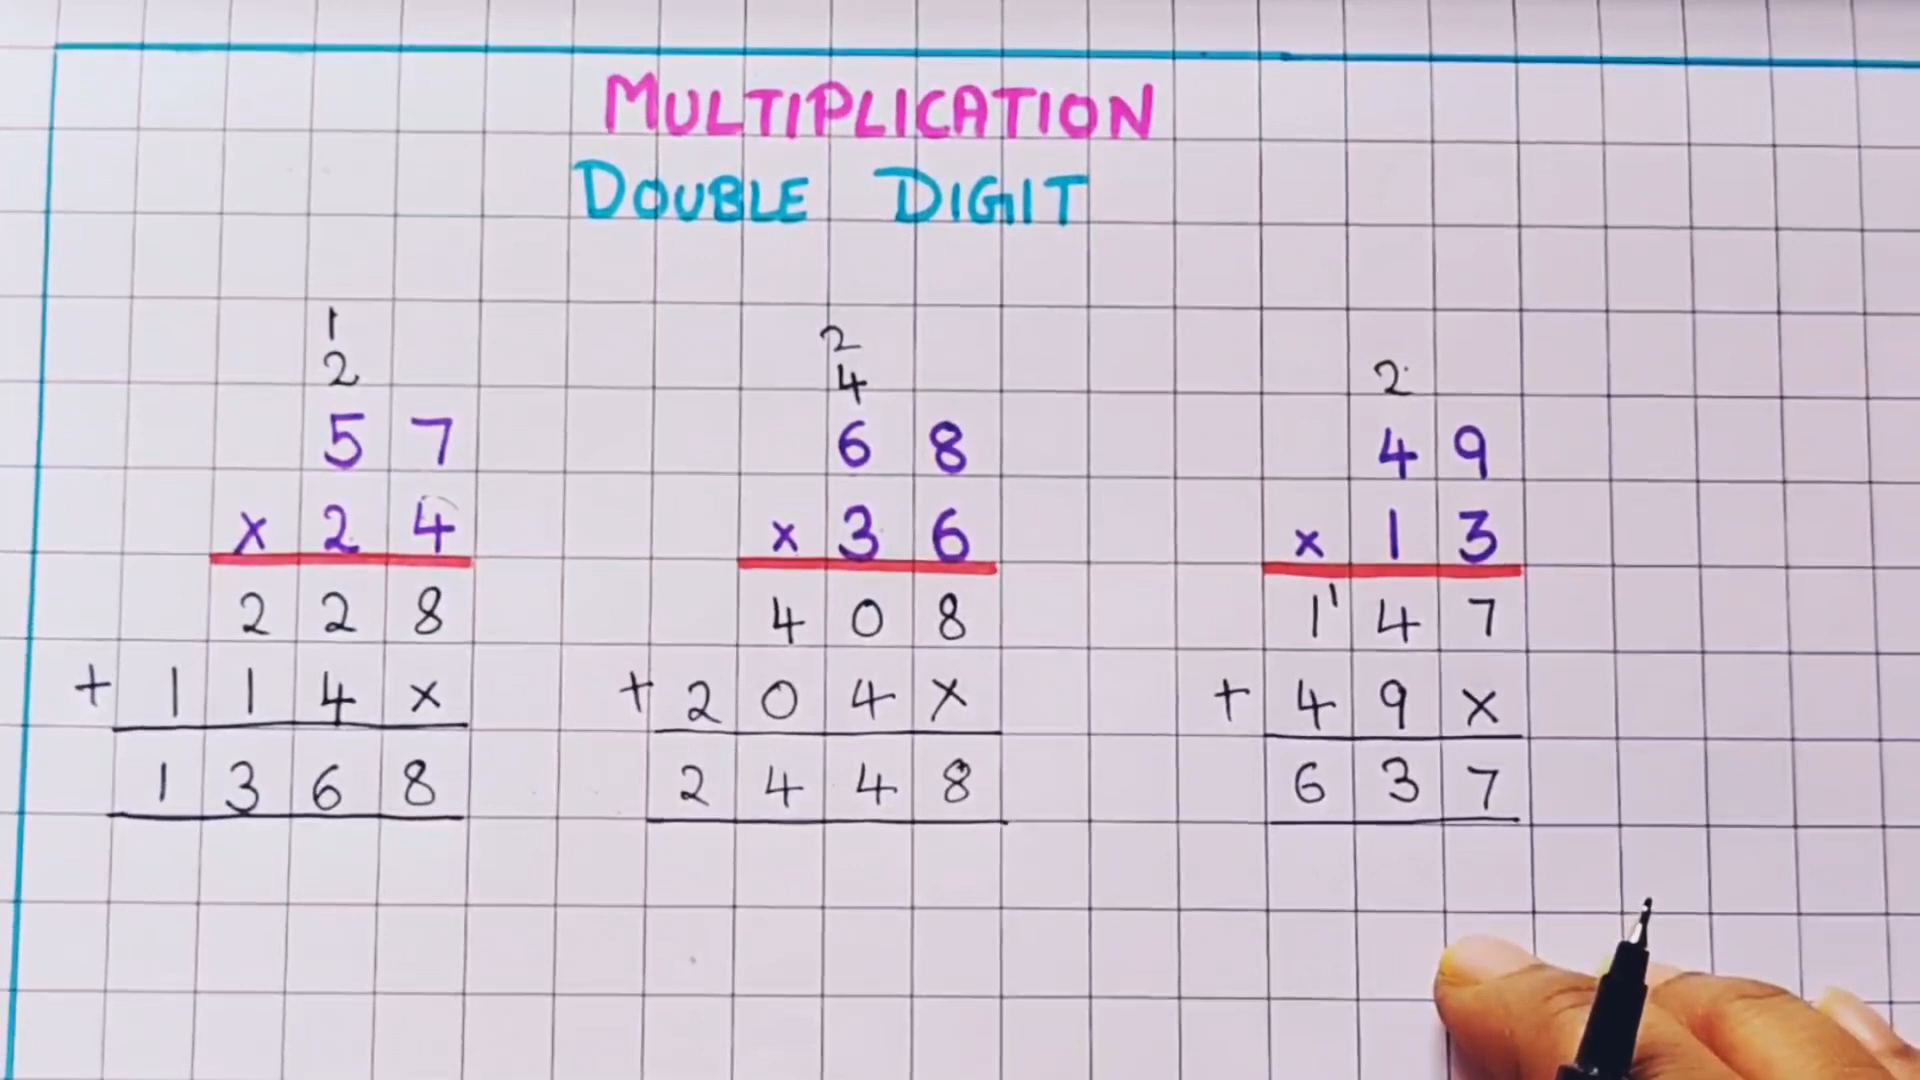 MULTIPLICATION
DOUBLE DIGIT
1
2
5 7
x 2 4
2 2 8
+ 1 1 4 x
1 3 6 8
2
4
6 8
x 3 6
4 0 8
+ 2 0 4 x
2 4 4 8
2
4 9
x 1 3
1 1 4 7
+ 4 9 x
6 3 7